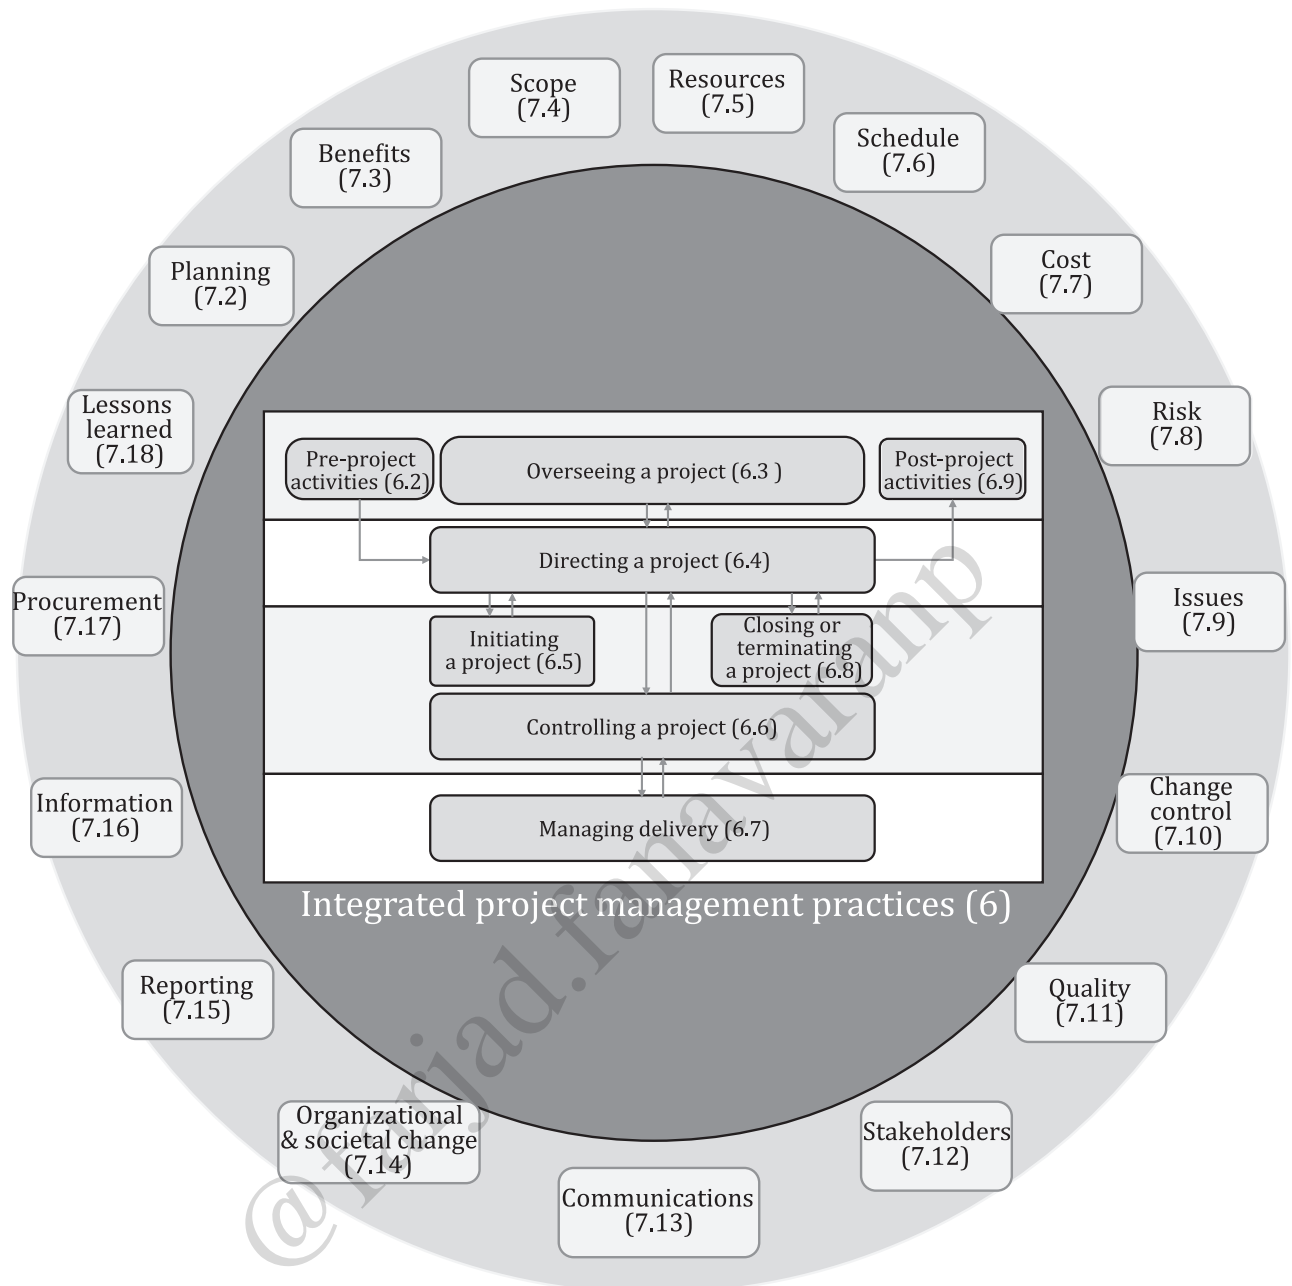 Scope
(7.4)
Resources
(7.5)
Schedule
(7.6)
Benefits
(7.3)
Cost
(7.7)
Planning
(7.2)
Risk
(7.8)
Lessons
learned
(7.18)
Pre-project
activities (6.2)
Overseeing a project (6.3 )
Post-project
activities (6.9)
Directing a project (6.4)
Procurement
(7.17)
Issues
(7.9)
Initiating
a project (6.5)
Closing or
terminating
a project (6.8)
Controlling a project (6.6)
Information
(7.16)
Change
control
(7.10)
Managing delivery (6.7)
Integrated project management practices (6)
Reporting
(7.15)
Quality
(7.11)
Organizational
& societal change
(7.14)
Stakeholders
(7.12)
Communications
(7.13)
@farjad.fanavaranp